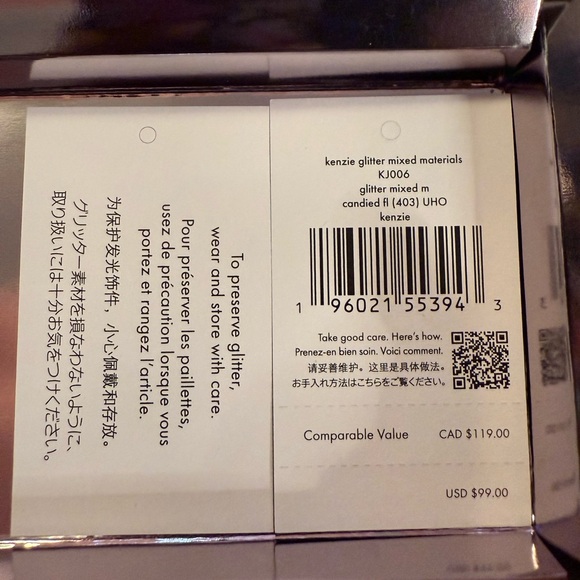 To preserve glitter,
wear and store with care.
Pour préserver les paillettes,
usez de précaution lorsque vous
portez et rangez l'article.
为保护发光饰件，小心佩戴和存放。
グリッター素材を損なわないように、
取り扱いには十分お気をつけください。
kenzie glitter mixed materials
KJ006
glitter mixed m
candied fl (403) UHO
kenzie
1 96021 55394 3
Take good care. Here's how.
Prenez-en bien soin. Voici comment.
请妥善维护。这里是具体做法。
お手入れ方法はこちらをご覧ください。
Comparable Value CAD $119.00
USD $99.00